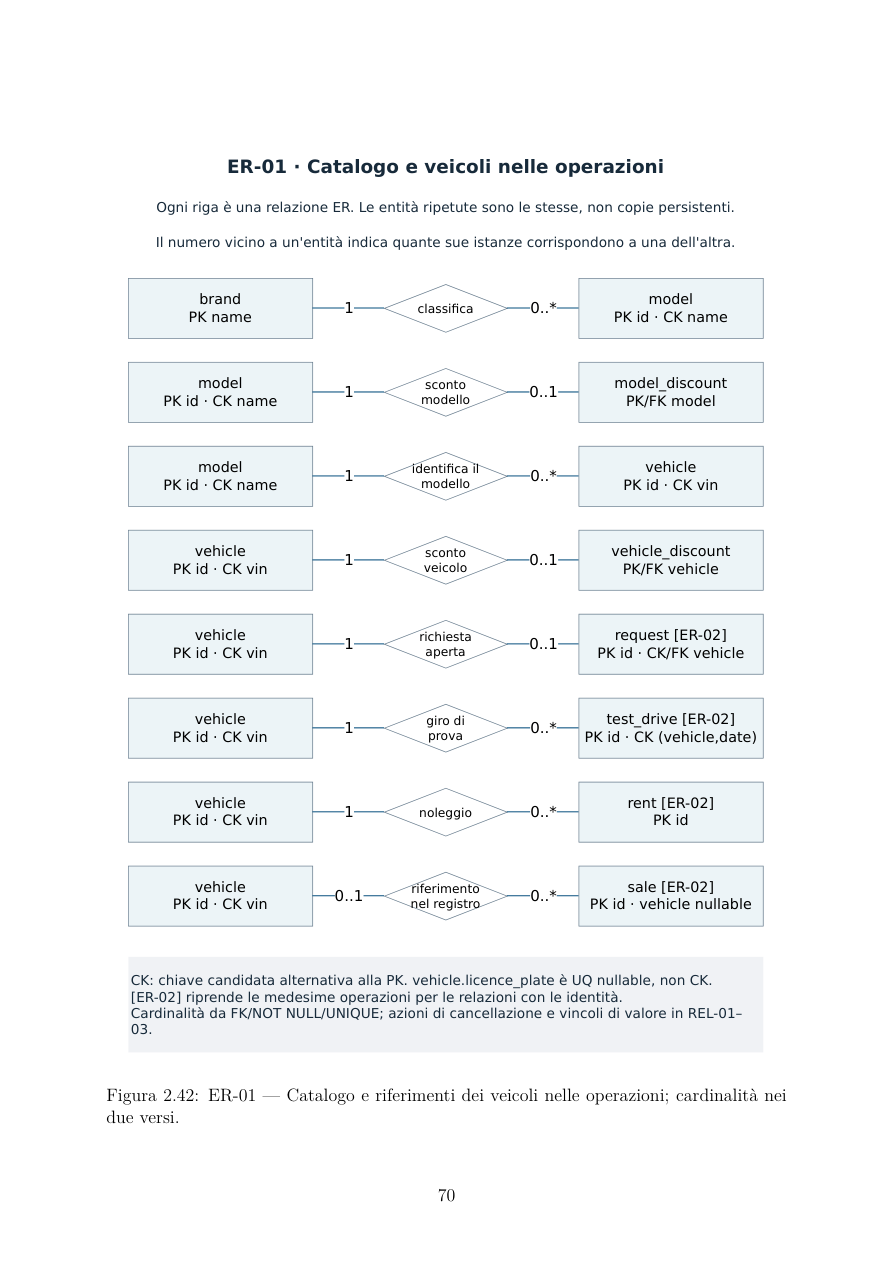 ER-01 · Catalogo e veicoli nelle operazioni
Ogni riga è una relazione ER. Le entità ripetute sono le stesse, non copie persistenti.
Il numero vicino a un'entità indica quante sue istanze corrispondono a una dell'altra.
brand
PK name
1
classifica
0..*
model
PK id · CK name
model
PK id · CK name
1
sconto
modello
0..1
model_discount
PK/FK model
model
PK id · CK name
1
identifica il
modello
0..*
vehicle
PK id · CK vin
vehicle
PK id · CK vin
1
sconto
veicolo
0..1
vehicle_discount
PK/FK vehicle
vehicle
PK id · CK vin
1
richiesta
aperta
0..1
request [ER-02]
PK id · CK/FK vehicle
vehicle
PK id · CK vin
1
giro di
prova
0..*
test_drive [ER-02]
PK id · CK (vehicle,date)
vehicle
PK id · CK vin
1
noleggio
0..*
rent [ER-02]
PK id
vehicle
PK id · CK vin
0..1
riferimento
nel registro
0..*
sale [ER-02]
PK id · vehicle nullable
CK: chiave candidata alternativa alla PK. vehicle.licence_plate è UQ nullable, non CK.
[ER-02] riprende le medesime operazioni per le relazioni con le identità.
Cardinalità da FK/NOT NULL/UNIQUE; azioni di cancellazione e vincoli di valore in REL-01–
03.
Figura 2.42: ER-01 — Catalogo e riferimenti dei veicoli nelle operazioni; cardinalità nei
due versi.
70